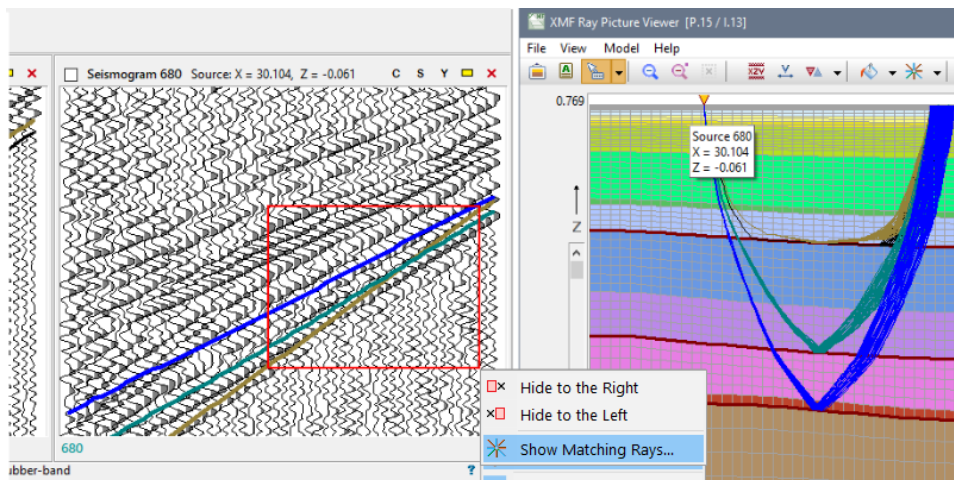 XMF Ray Picture Viewer [P.15 / I.13]
File View Model Help
Seismogram 680 Source: X = 30.104, Z = -0.061 C S Y
A XZY V
0.769
Source 680
X = 30.104
Z = -0.061
Z
Hide to the Right
Hide to the Left
Show Matching Rays...
680
ubber-band ?